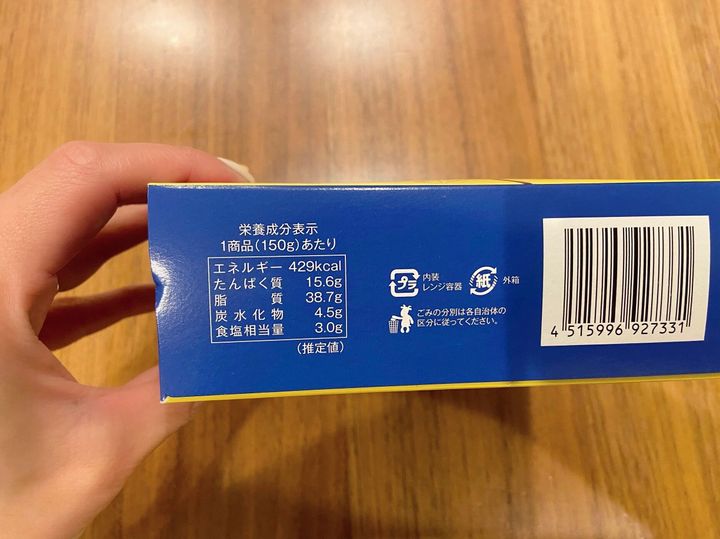 栄養成分表示
1商品(150g)あたり
エネルギー 429kcal
たんぱく質 15.6g
脂質 38.7g
炭水化物 4.5g
食塩相当量 3.0g
(推定値)
プラ
内装
レンジ容器
紙
外箱
ごみの分別は各自治体の
区分に従ってください。
4 515996 927331